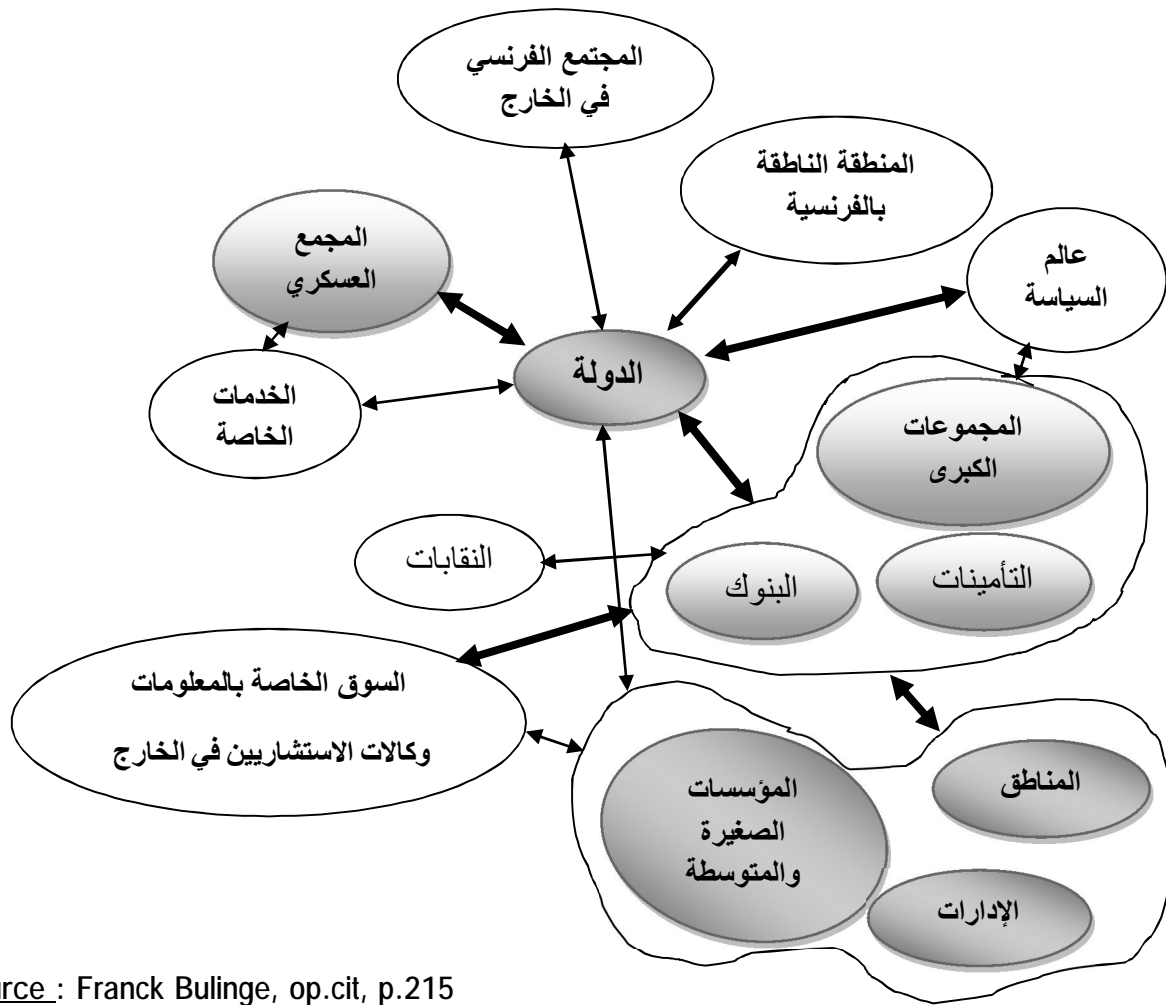 المجتمع الفرنسي
في الخارج
المنطقة الناطقة
بالفرنسية
المجمع
العسكري
عالم
السياسة
الدولة
الخدمات
الخاصة
المجموعات
الكبرى
النقابات
البنوك
التأمينات
السوق الخاصة بالمعلومات
وكالات الاستشاريين في الخارج
المؤسسات
الصغيرة
والمتوسطة
المناطق
الإدارات
urce : Franck Bulinge, op.cit, p.215